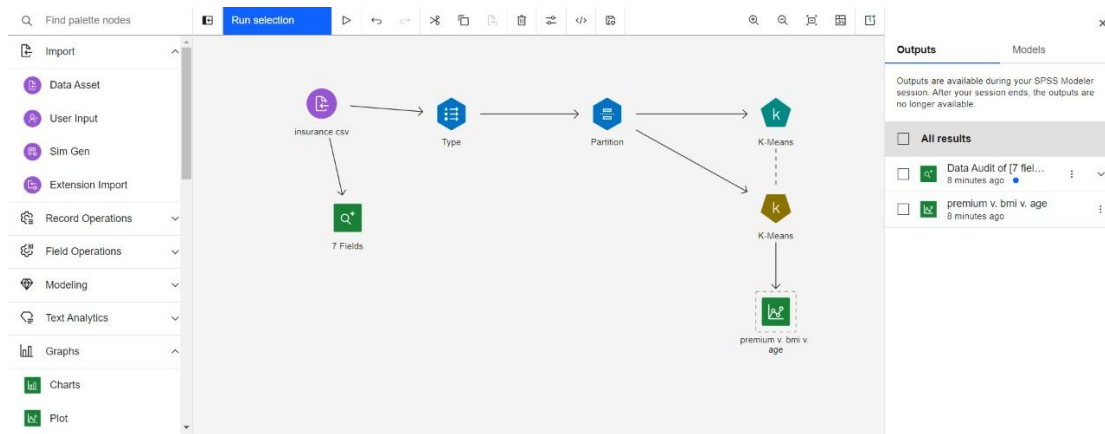 Find palette nodes
Run selection
Import
Data Asset
User Input
Sim Gen
Extension Import
Record Operations
Field Operations
Modeling
Text Analytics
Graphs
Charts
Plot
insurance.csv
Type
Partition
K-Means
7 Fields
K-Means
premium v. bmi v.
age
Outputs
Models
Outputs are available during your SPSS Modeler
session. After your session ends, the outputs are
no longer available.
All results
Data Audit of [7 fiel...
8 minutes ago
premium v. bmi v. age
8 minutes ago